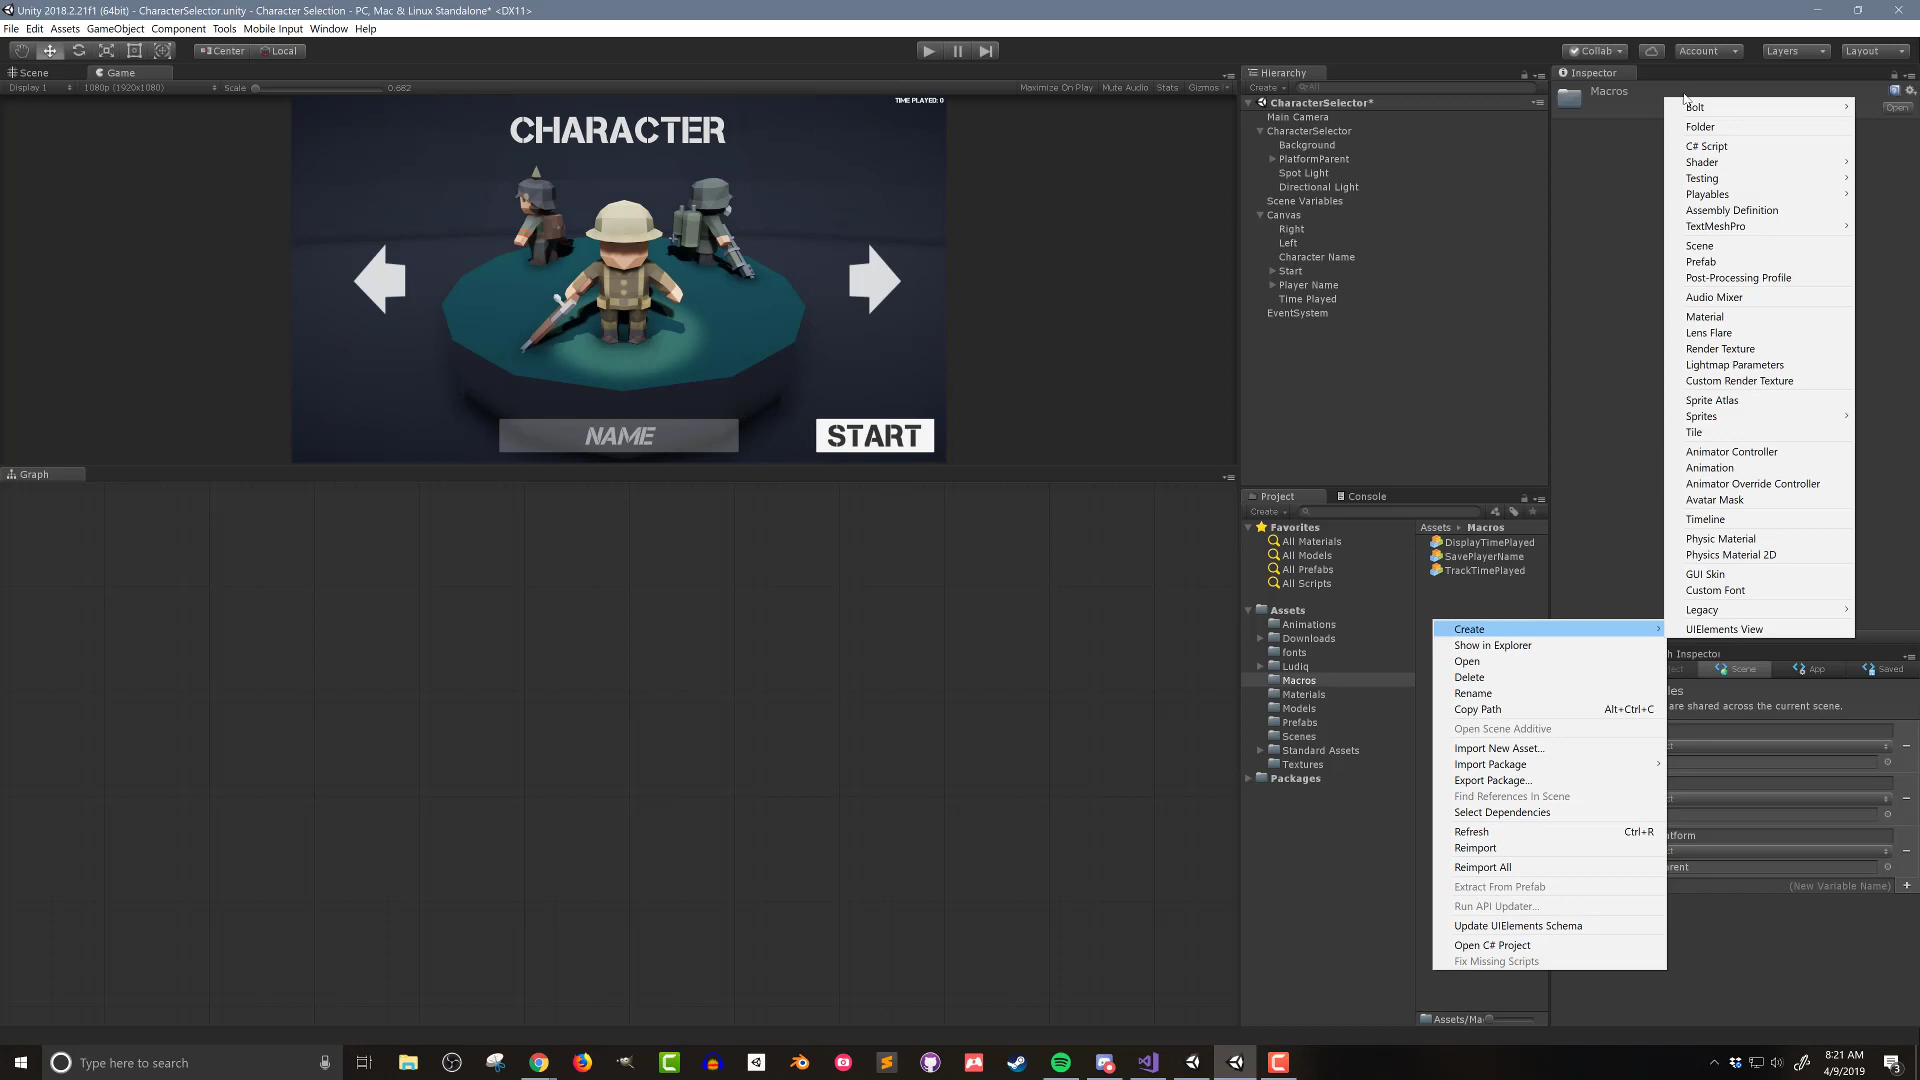 Unity 2018.2.21f1 (64bit) - CharacterSelector.unity - Character Selection - PC, Mac & Linux Standalone* <DX11>
File Edit Assets GameObject Component Tools Mobile Input Window Help
Center Local Collab Account Layers Layout
Scene Game
Display 1 1080p (1920x1080) Scale 0.682 Maximize On Play Mute Audio Stats Gizmos
TIME PLAYED: 0
CHARACTER
NAME
START
Graph
Hierarchy
Create All
CharacterSelector*
Main Camera
CharacterSelector
Background
PlatformParent
Spot Light
Directional Light
Scene Variables
Canvas
Right
Left
Character Name
Start
Player Name
Time Played
EventSystem
Project Console
Create
Favorites
All Materials
All Models
All Prefabs
All Scripts
Assets
Animations
Downloads
fonts
Ludiq
Macros
Materials
Models
Prefabs
Scenes
Standard Assets
Textures
Packages
Assets Macros
DisplayTimePlayed
SavePlayerName
TrackTimePlayed
Assets/Ma
Create
Show in Explorer
Open
Delete
Rename
Copy Path Alt+Ctrl+C
Open Scene Additive
Import New Asset...
Import Package
Export Package...
Find References In Scene
Select Dependencies
Refresh Ctrl+R
Reimport
Reimport All
Extract From Prefab
Run API Updater...
Update UIElements Schema
Open C# Project
Fix Missing Scripts
Inspector
Macros
Open
Bolt
Folder
C# Script
Shader
Testing
Playables
Assembly Definition
TextMeshPro
Scene
Prefab
Post-Processing Profile
Audio Mixer
Material
Lens Flare
Render Texture
Lightmap Parameters
Custom Render Texture
Sprite Atlas
Sprites
Tile
Animator Controller
Animation
Animator Override Controller
Avatar Mask
Timeline
Physic Material
Physics Material 2D
GUI Skin
Custom Font
Legacy
UIElements View
h Inspector
ect Scene App Saved
les
are shared across the current scene.
ct
ct
tform
ct
arent
(New Variable Name)
Type here to search
8:21 AM
4/9/2019
3